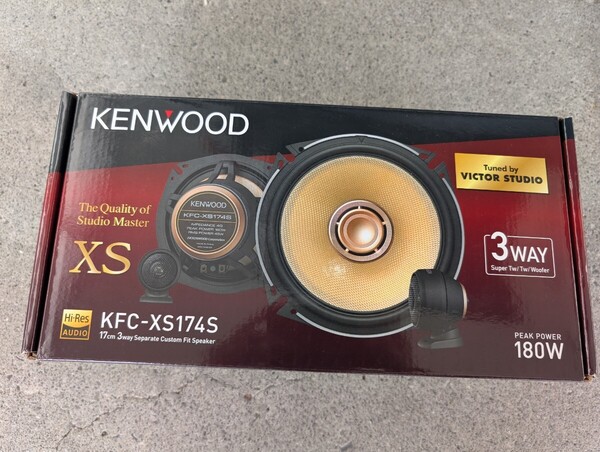 KENWOOD
Tuned by
VICTOR STUDIO
The Quality of
Studio Master
XS
KENWOOD
KFC-XS174S
3WAY
Super Tw/Tw/Woofer
Hi-Res
AUDIO
KFC-XS174S
17cm 3way Separate Custom Fit Speaker
PEAK POWER
180W